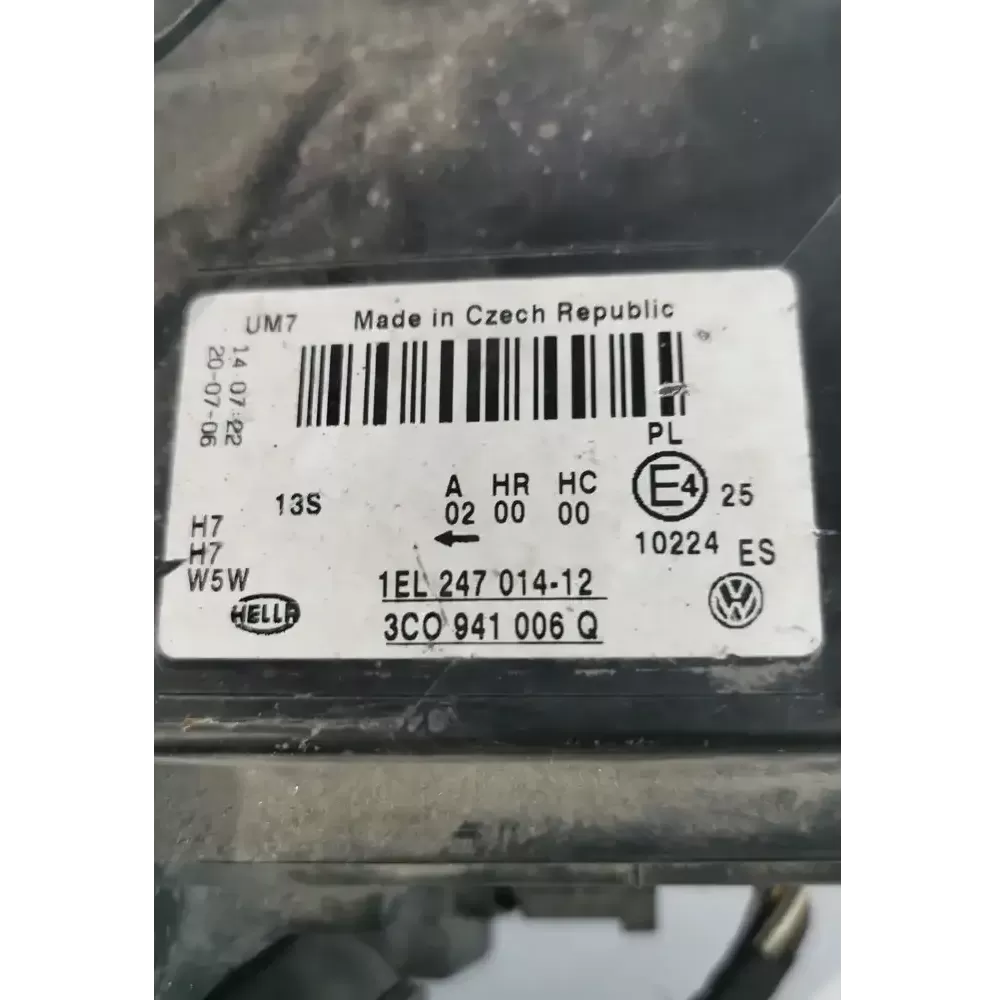 UM7 Made in Czech Republic
14:07:22
20-07-06
PL
13S
A HR HC
02 00 00
E4 25
10224 ES
H7
H7
W5W
HELLA
1EL 247 014-12
3C0 941 006 Q
VW